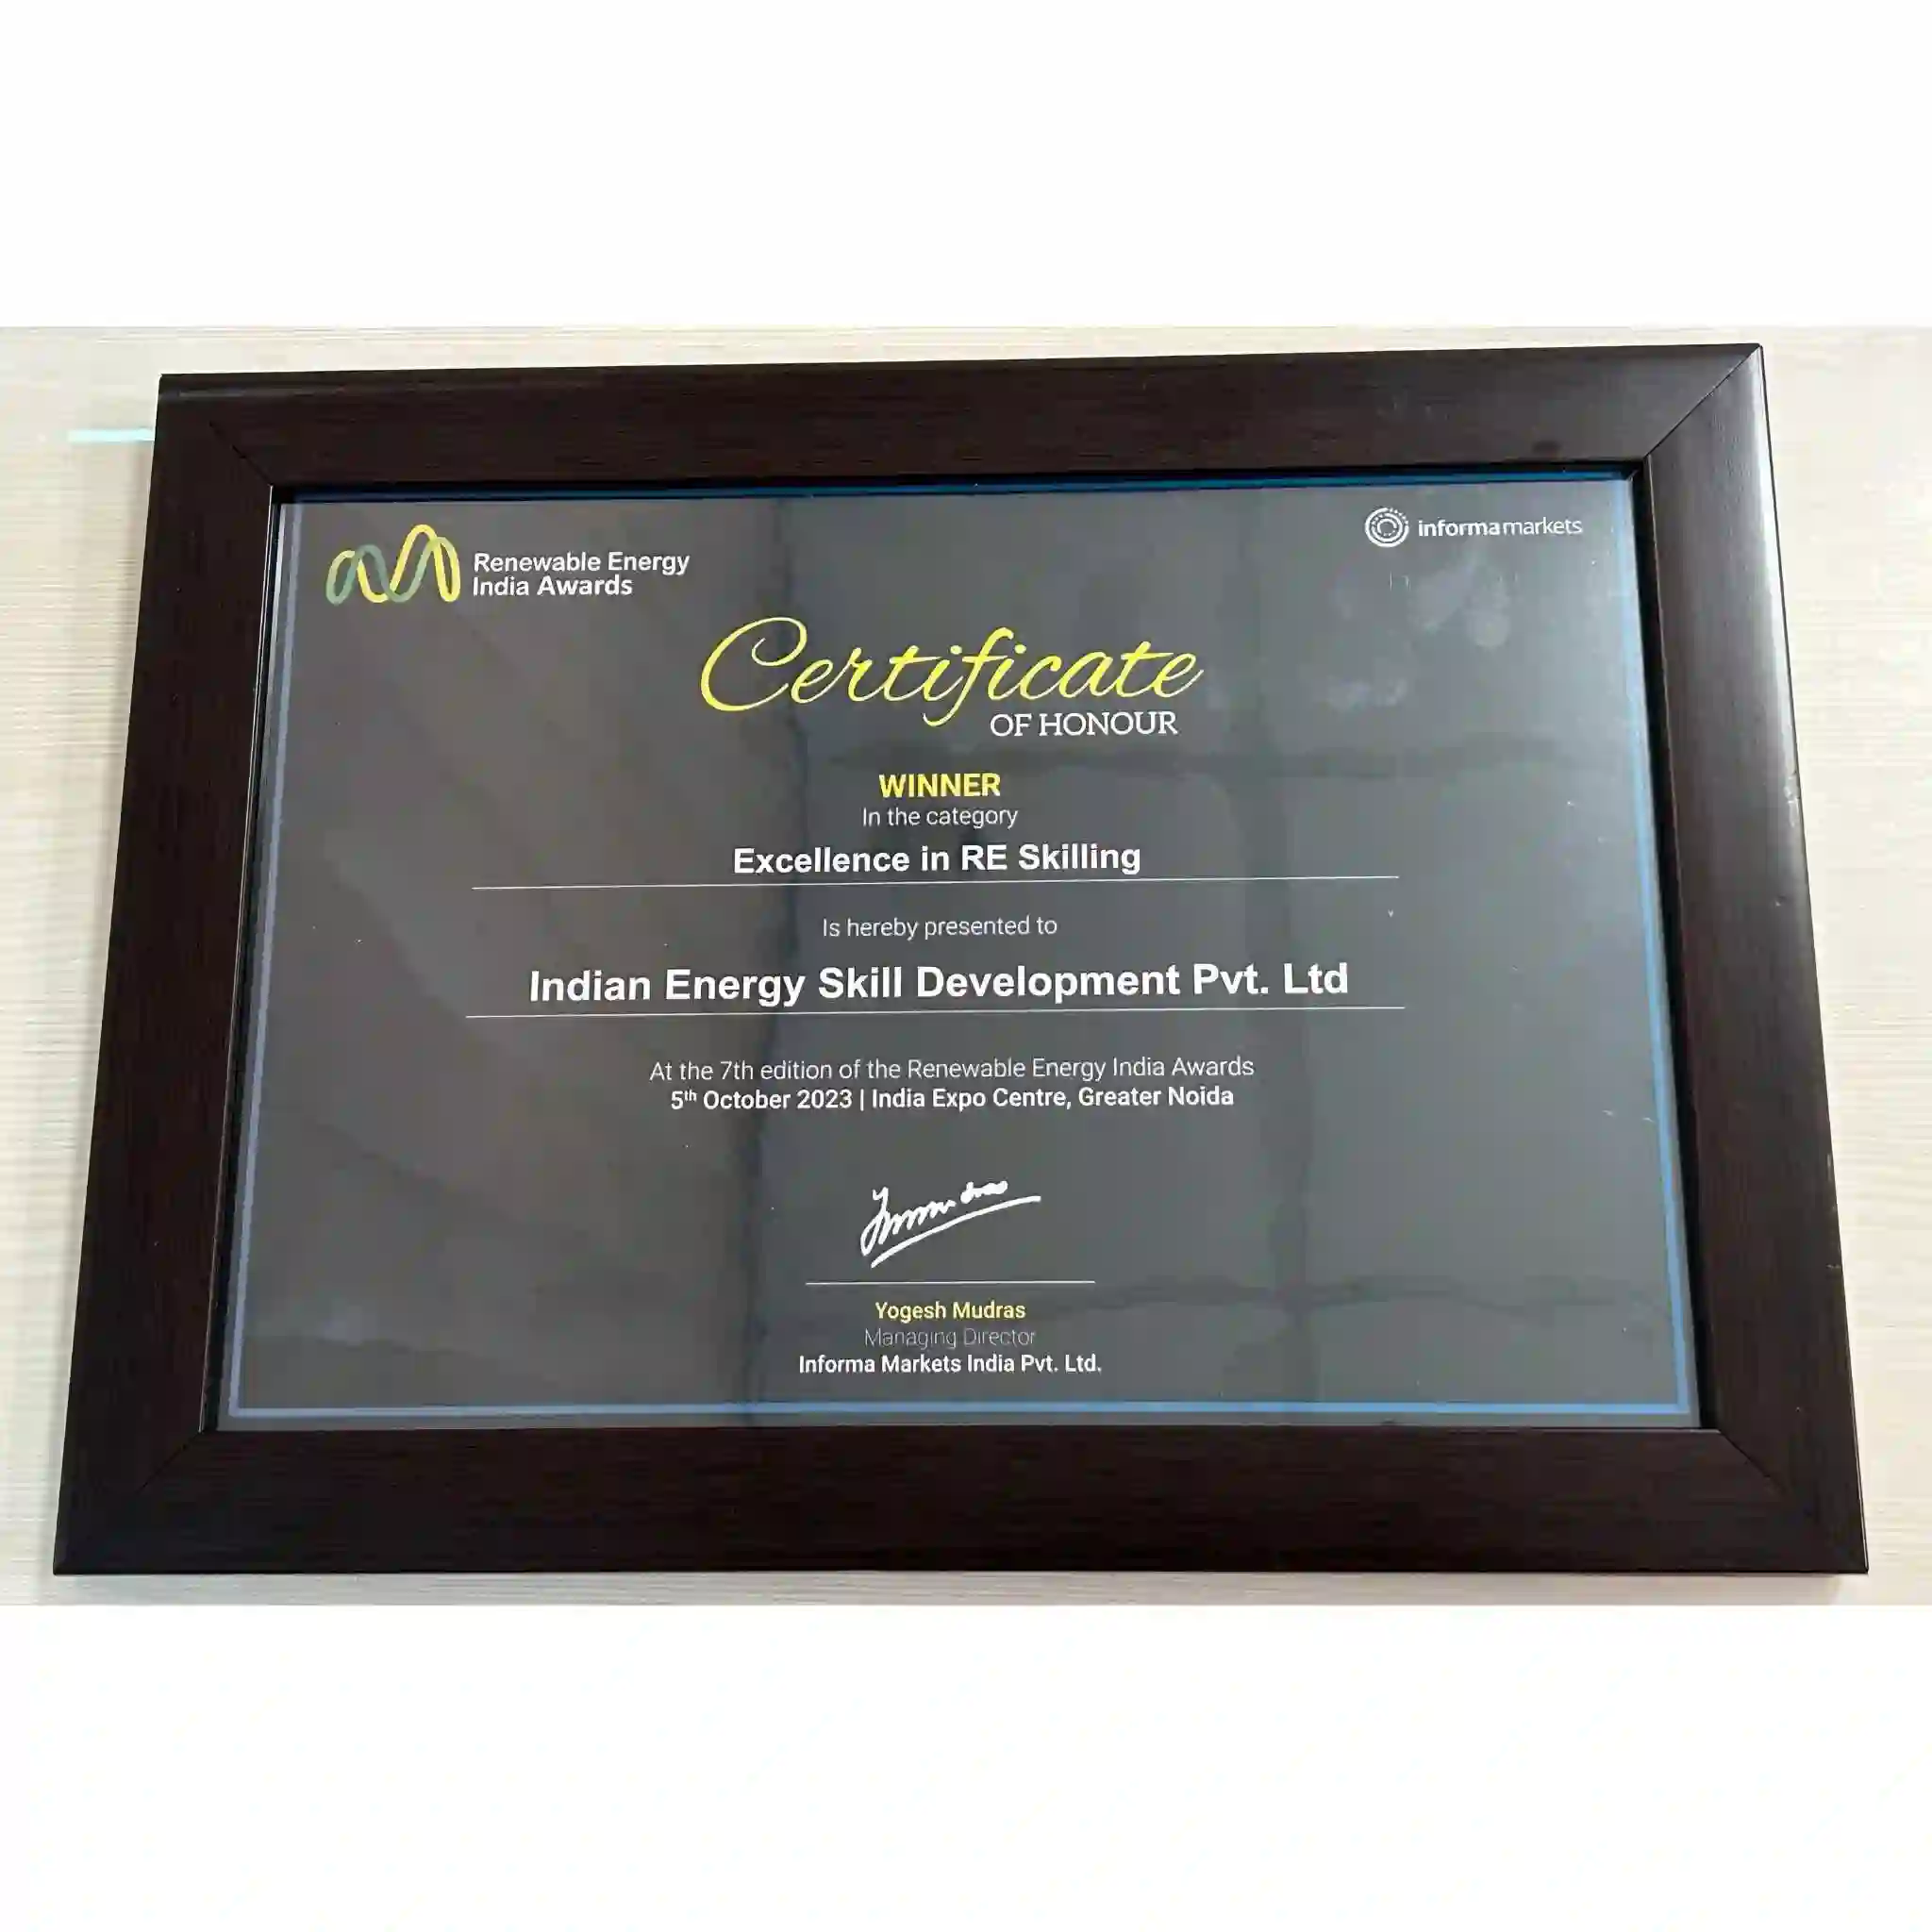 Renewable Energy
India Awards
informa markets
Certificate
OF HONOUR
WINNER
In the category
Excellence in RE Skilling
Is hereby presented to
Indian Energy Skill Development Pvt. Ltd
At the 7th edition of the Renewable Energy India Awards
5th October 2023 | India Expo Centre, Greater Noida
Yogesh Mudras
Managing Director
Informa Markets India Pvt. Ltd.